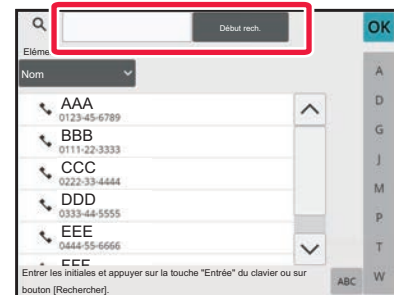 Début rech.
OK
Eléme
Nom
A
AAA
0123-45-6789
D
BBB
0111-22-3333
G
CCC
0222-33-4444
J
M
DDD
0333-44-5555
P
EEE
0444-55-6666
T
FFF
Entrer les initiales et appuyer sur la touche "Entrée" du clavier ou sur
bouton [Rechercher].
ABC
W